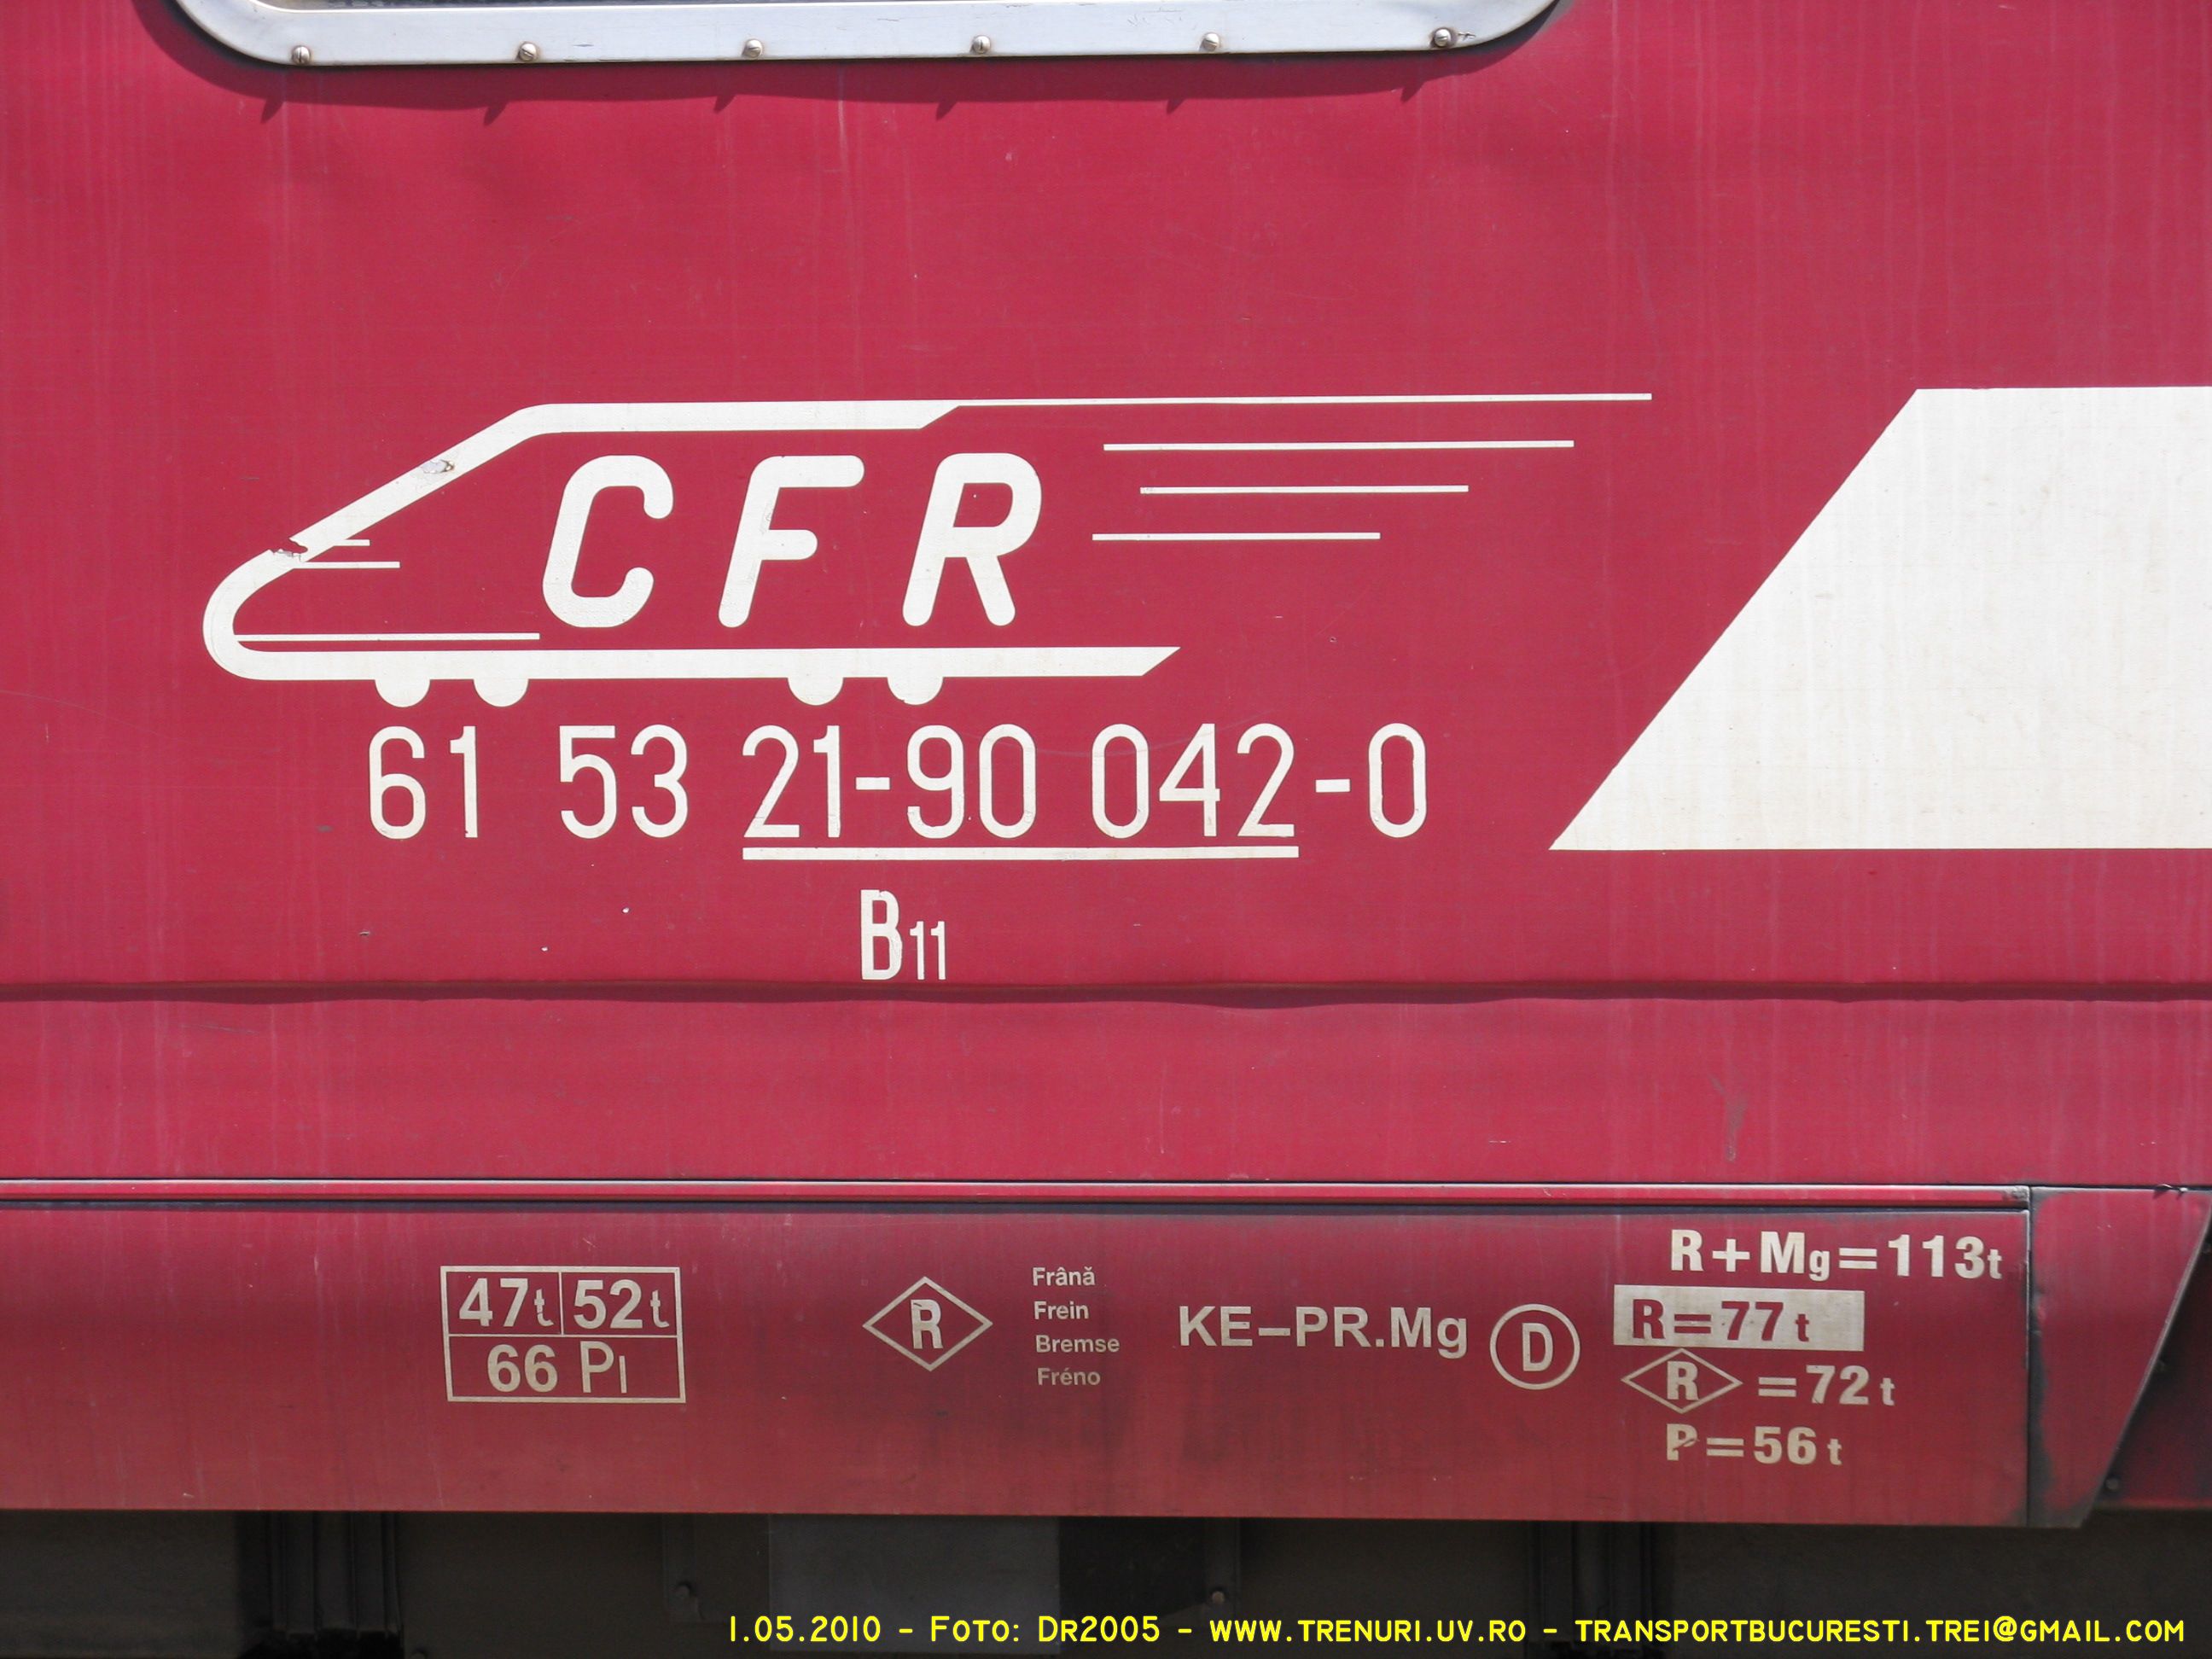 CFR
61 53 21-90 042-0
B11
47t 52t
66 Pl
R
Frână
Frein
Bremse
Fréno
KE-PR.Mg D
R+Mg=113t
R=77t
R =72t
P=56t
1.05.2010 - Foto: Dr2005 - www.trenuri.uv.ro - transportbucuresti.trei@gmail.com